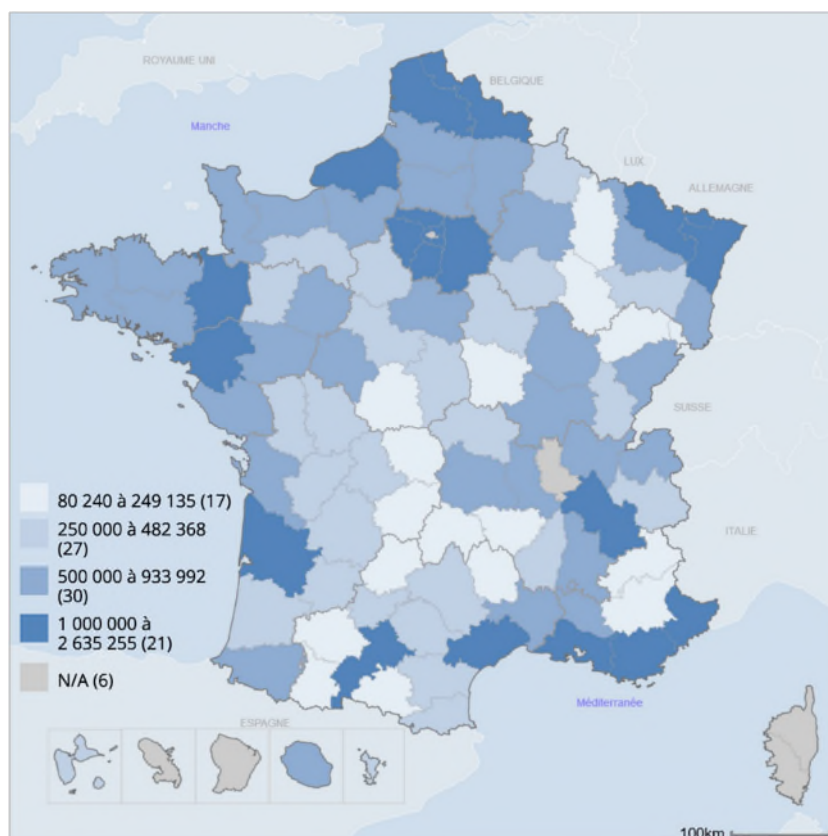 ROYAUME UNI
BELGIQUE
Manche
LUX.
ALLEMAGNE
SUISSE
80 240 à 249 135 (17)
250 000 à 482 368
(27)
500 000 à 933 992
(30)
1 000 000 à
2 635 255 (21)
N/A (6)
ITALIE
Méditerranée
ESPAGNE
100km